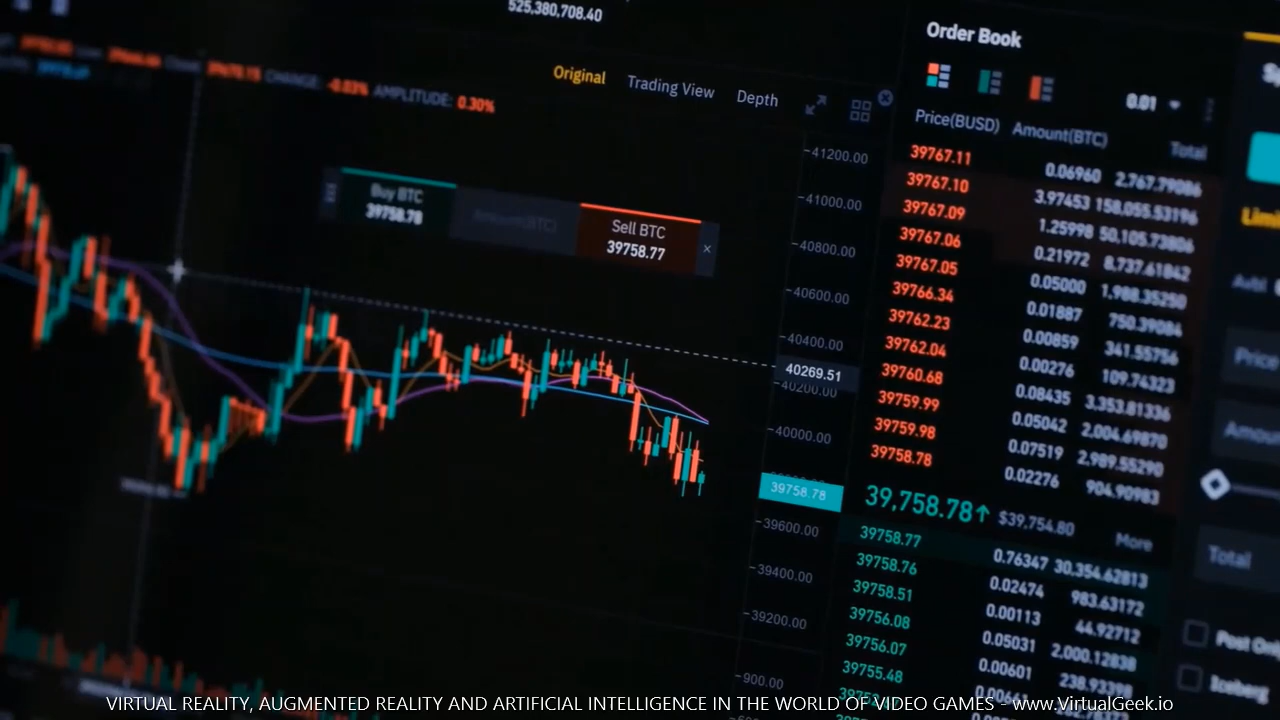 525,380,708.40
CHANGE: -0.03% AMPLITUDE: 0.30%
Original Trading View Depth
Buy BTC
39758.78
Amount(BTC)
Sell BTC
39758.77
41200.00
41000.00
40800.00
40600.00
40400.00
40269.51
40200.00
40000.00
39758.78
39600.00
39400.00
39200.00
900.00
Order Book
0.01
Price(BUSD) Amount(BTC) Total
39767.11 0.06960 2,767.79086
39767.10 3.97453 158,055.53196
39767.09 1.25998 50,105.73806
39767.06 0.21972 8,737.61842
39767.05 0.05000 1,988.35250
39766.34 0.01887 750.39084
39762.23 0.00859 341.55756
39762.04 0.00276 109.74323
39760.68 0.08435 3,353.81336
39759.99 0.05042 2,004.69870
39759.98 0.07519 2,989.55290
39758.78 0.02276 904.90983
39,758.78↑ $39,754.80 More
39758.77 0.76347 30,354.62813
39758.76 0.02474 983.63172
39758.51 0.00113 44.92712
39756.08 0.05031 2,000.12838
39756.07 0.00601 238.93398
39755.48
Price
Total
Post
Iceberg
VIRTUAL REALITY, AUGMENTED REALITY AND ARTIFICIAL INTELLIGENCE IN THE WORLD OF VIDEO GAMES - www.VirtualGeek.io